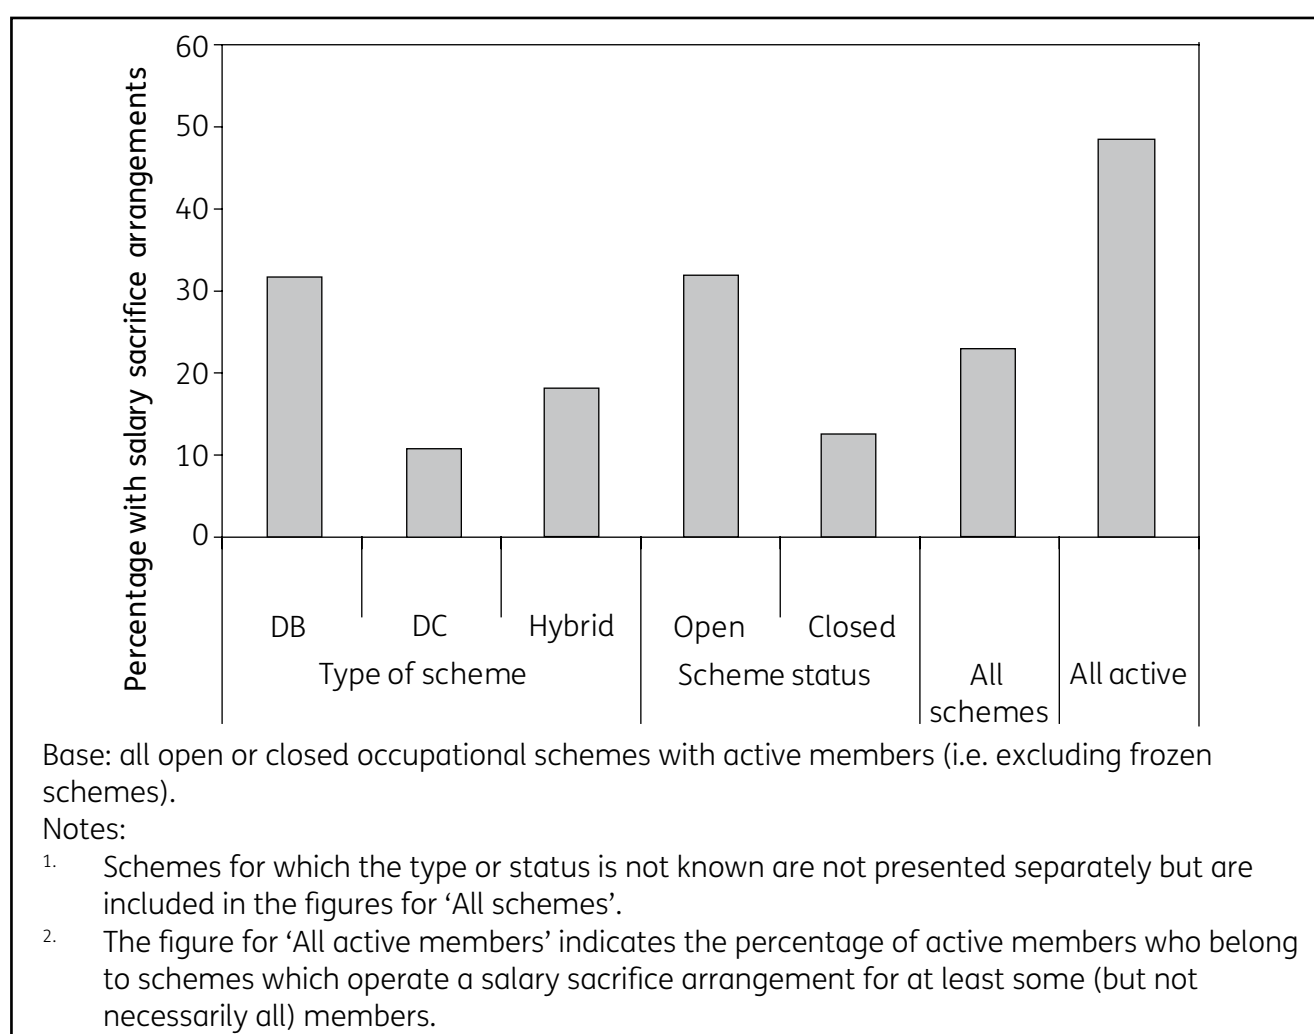 Percentage with salary sacrifice arrangements
60
50
40
30
20
10
0
DB DC Hybrid Open Closed
Type of scheme Scheme status All All active
schemes
Base: all open or closed occupational schemes with active members (i.e. excluding frozen
schemes).
Notes:
1. Schemes for which the type or status is not known are not presented separately but are
included in the figures for ‘All schemes’.
2. The figure for ‘All active members’ indicates the percentage of active members who belong
to schemes which operate a salary sacrifice arrangement for at least some (but not
necessarily all) members.